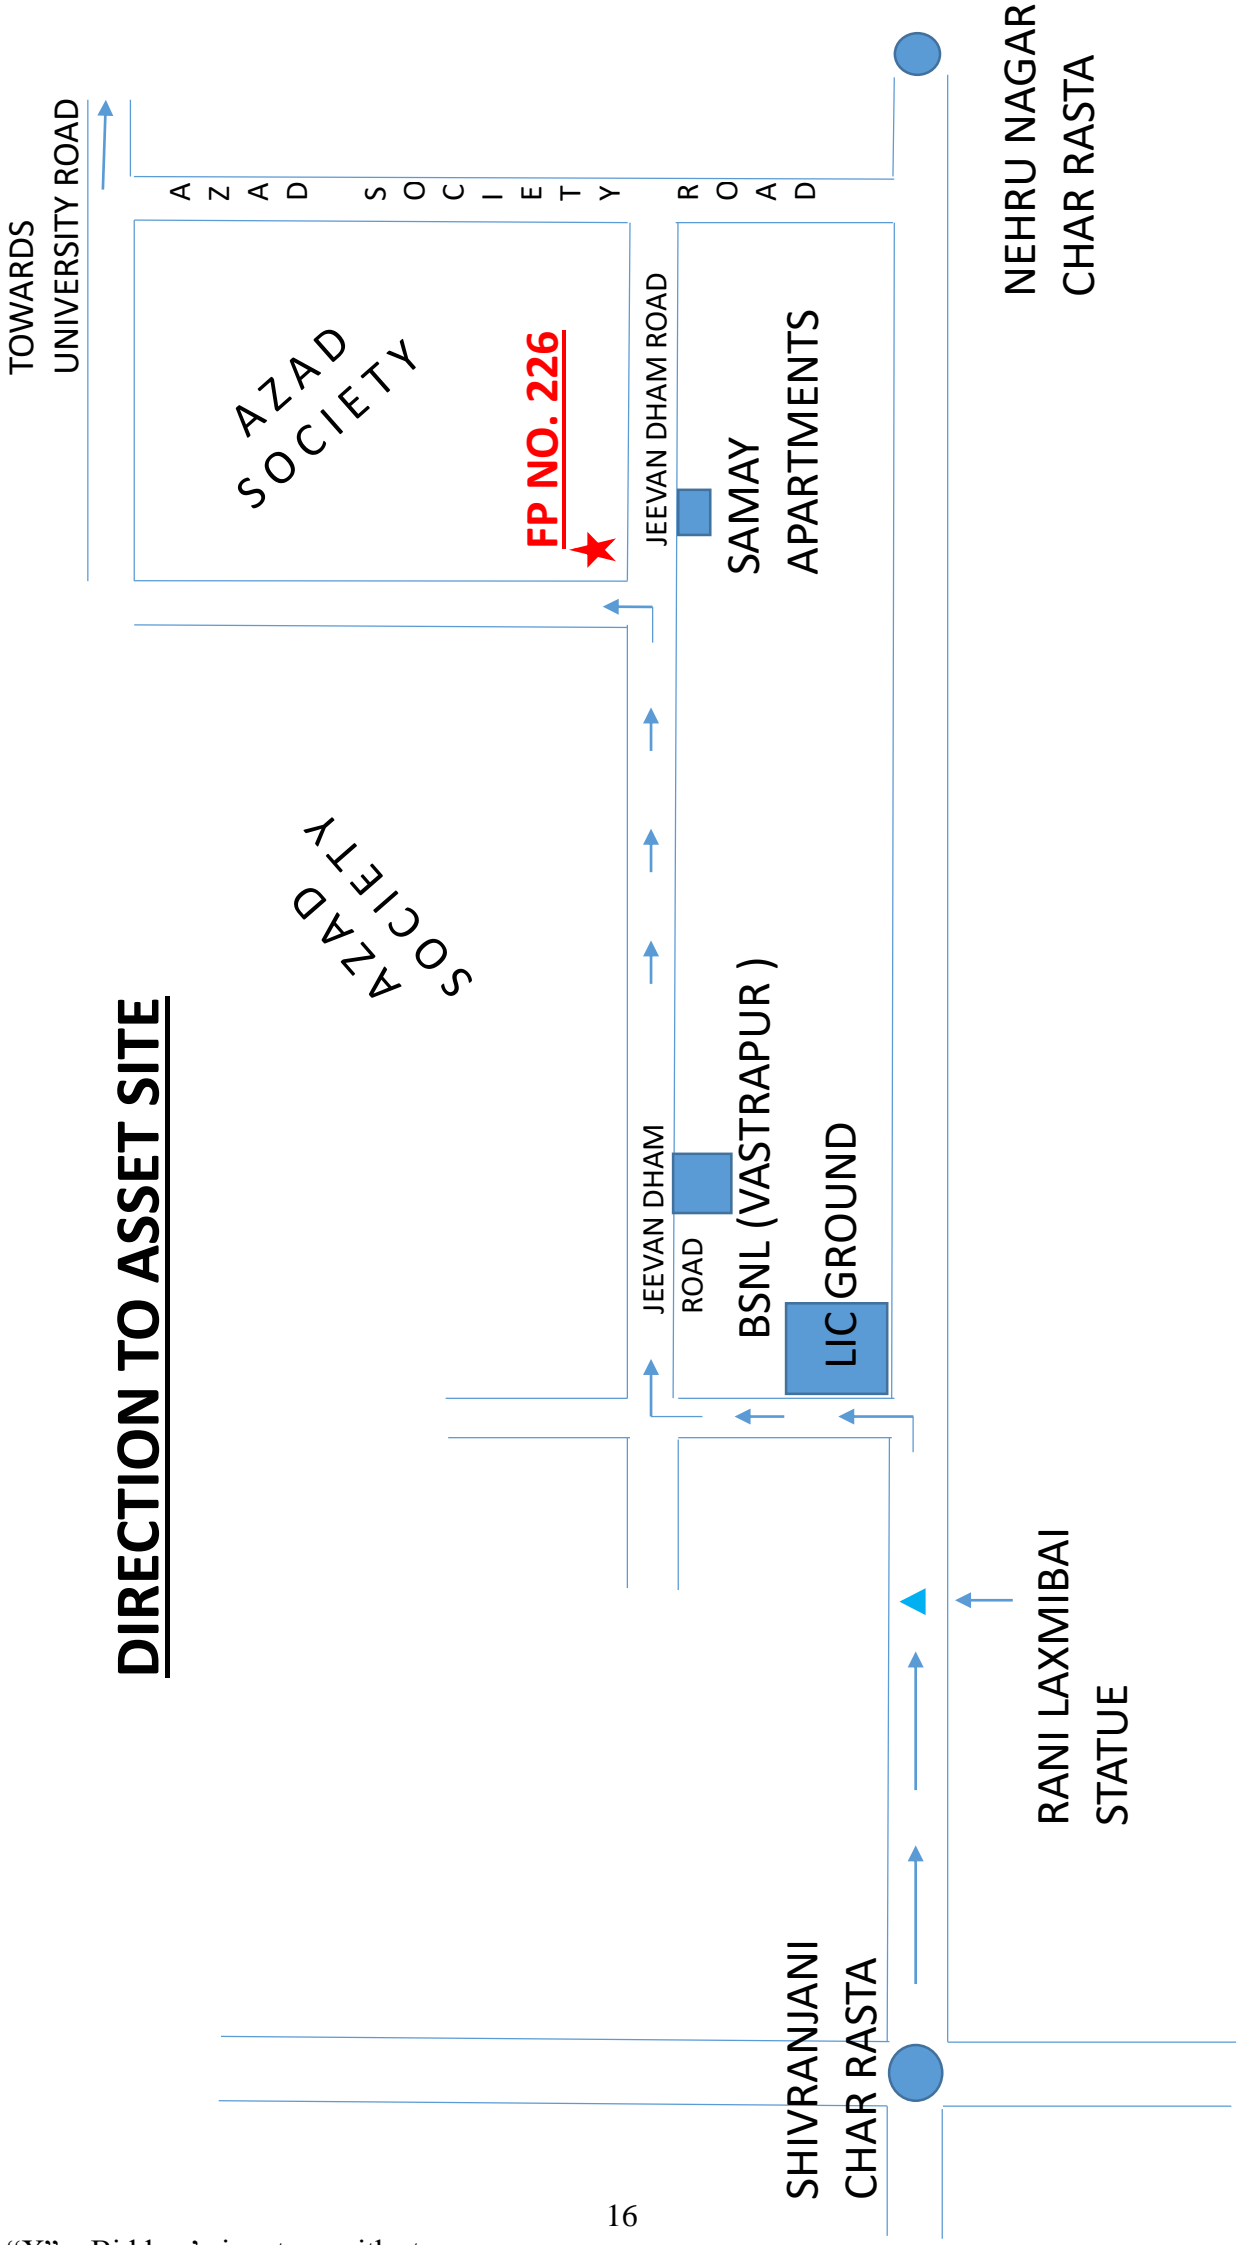 DIRECTION TO ASSET SITE
TOWARDS
UNIVERSITY ROAD
AZAD SOCIETY ROAD
AZAD
SOCIETY
FP NO. 226
JEEVAN DHAM ROAD
SAMAY
APARTMENTS
NEHRU NAGAR
CHAR RASTA
AZAD
SOCIETY
JEEVAN DHAM
ROAD
BSNL (VASTRAPUR )
LIC GROUND
RANI LAXMIBAI
STATUE
SHIVRANJANI
CHAR RASTA
16